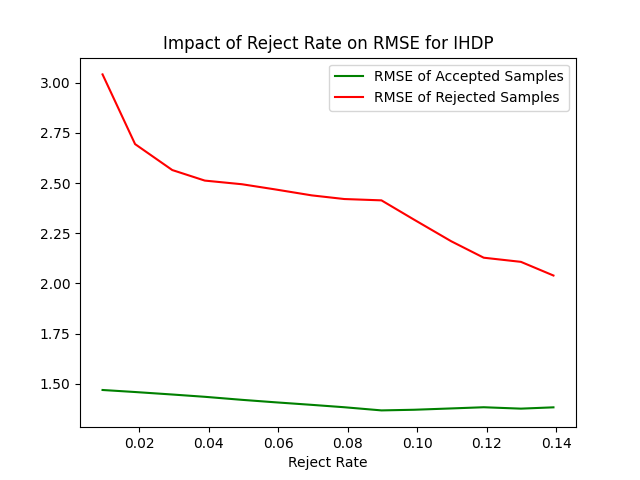 Impact of Reject Rate on RMSE for IHDP
RMSE of Accepted Samples
RMSE of Rejected Samples
3.00
2.75
2.50
2.25
2.00
1.75
1.50
0.02 0.04 0.06 0.08 0.10 0.12 0.14
Reject Rate